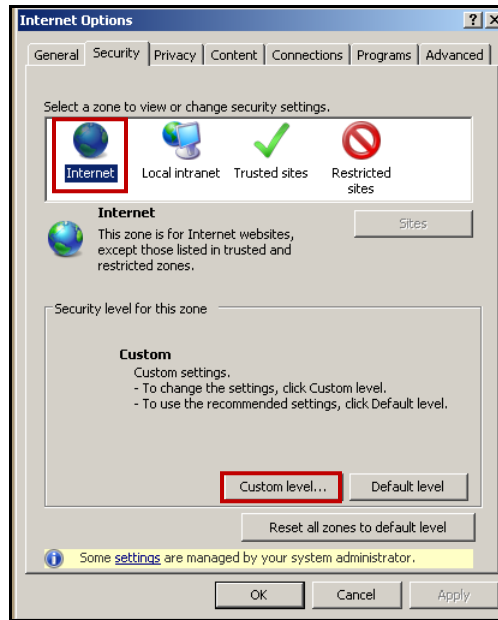 Internet Options
General Security Privacy Content Connections Programs Advanced
Select a zone to view or change security settings.
Internet Local intranet Trusted sites Restricted sites
Internet
Sites
This zone is for Internet websites,
except those listed in trusted and
restricted zones.
Security level for this zone
Custom
Custom settings.
- To change the settings, click Custom level.
- To use the recommended settings, click Default level.
Custom level... Default level
Reset all zones to default level
Some settings are managed by your system administrator.
OK Cancel Apply